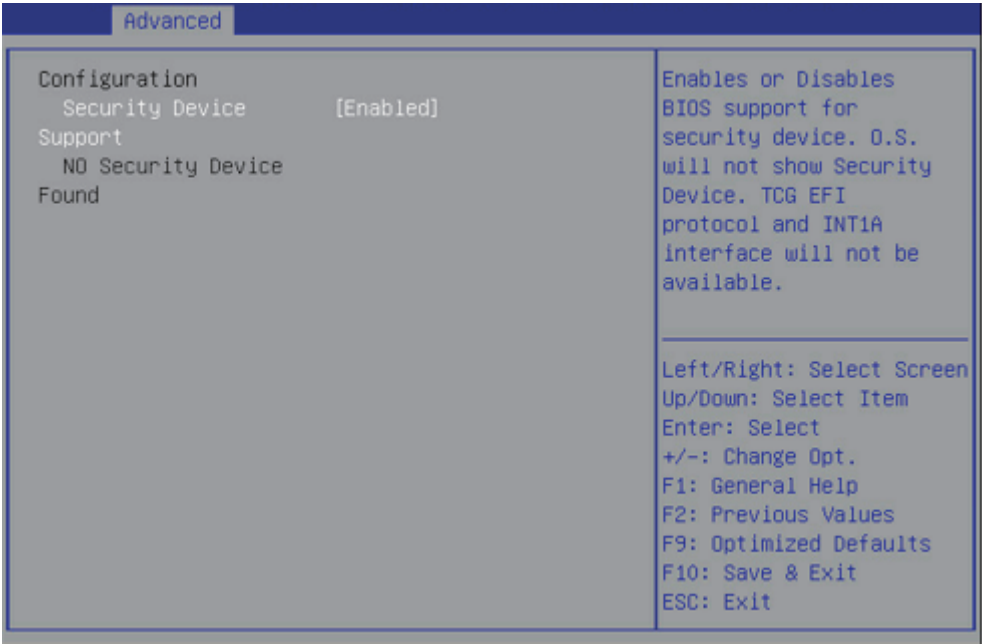 Advanced
Configuration
Security Device [Enabled]
Support
NO Security Device
Found
Enables or Disables
BIOS support for
security device. O.S.
will not show Security
Device. TCG EFI
protocol and INT1A
interface will not be
available.
Left/Right: Select Screen
Up/Down: Select Item
Enter: Select
+/-: Change Opt.
F1: General Help
F2: Previous Values
F9: Optimized Defaults
F10: Save & Exit
ESC: Exit